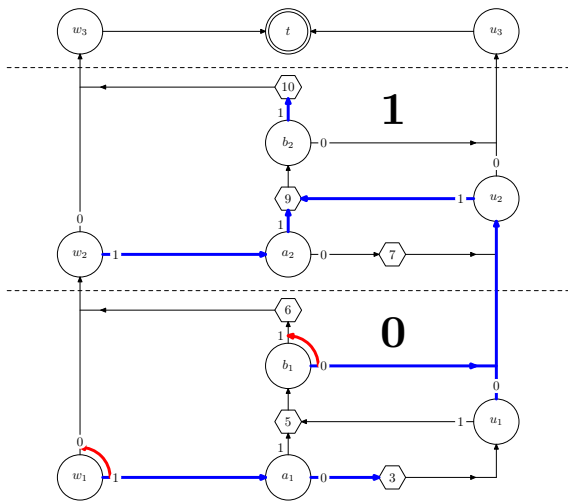 w₃ t u₃
10
1 1
b₂ 0
0 9 1 u₂
1 0
w₂ 1 a₂ 0 7
6
1 0
b₁ 0
0
5 1 u₁
0 1
w₁ 1 a₁ 0 3